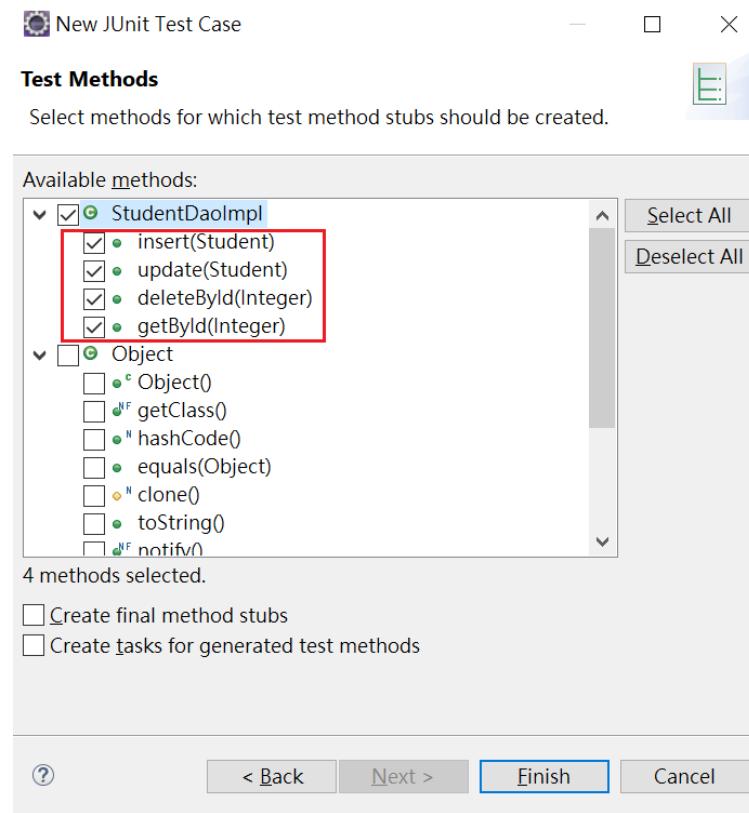 New JUnit Test Case
Test Methods
Select methods for which test method stubs should be created.
Available methods:
StudentDaoImpl
Select All
insert(Student)
Deselect All
update(Student)
deleteById(Integer)
getById(Integer)
Object
C Object()
NF getClass()
N hashCode()
equals(Object)
N clone()
toString()
NF notify()
4 methods selected.
Create final method stubs
Create tasks for generated test methods
? < Back Next > Finish Cancel